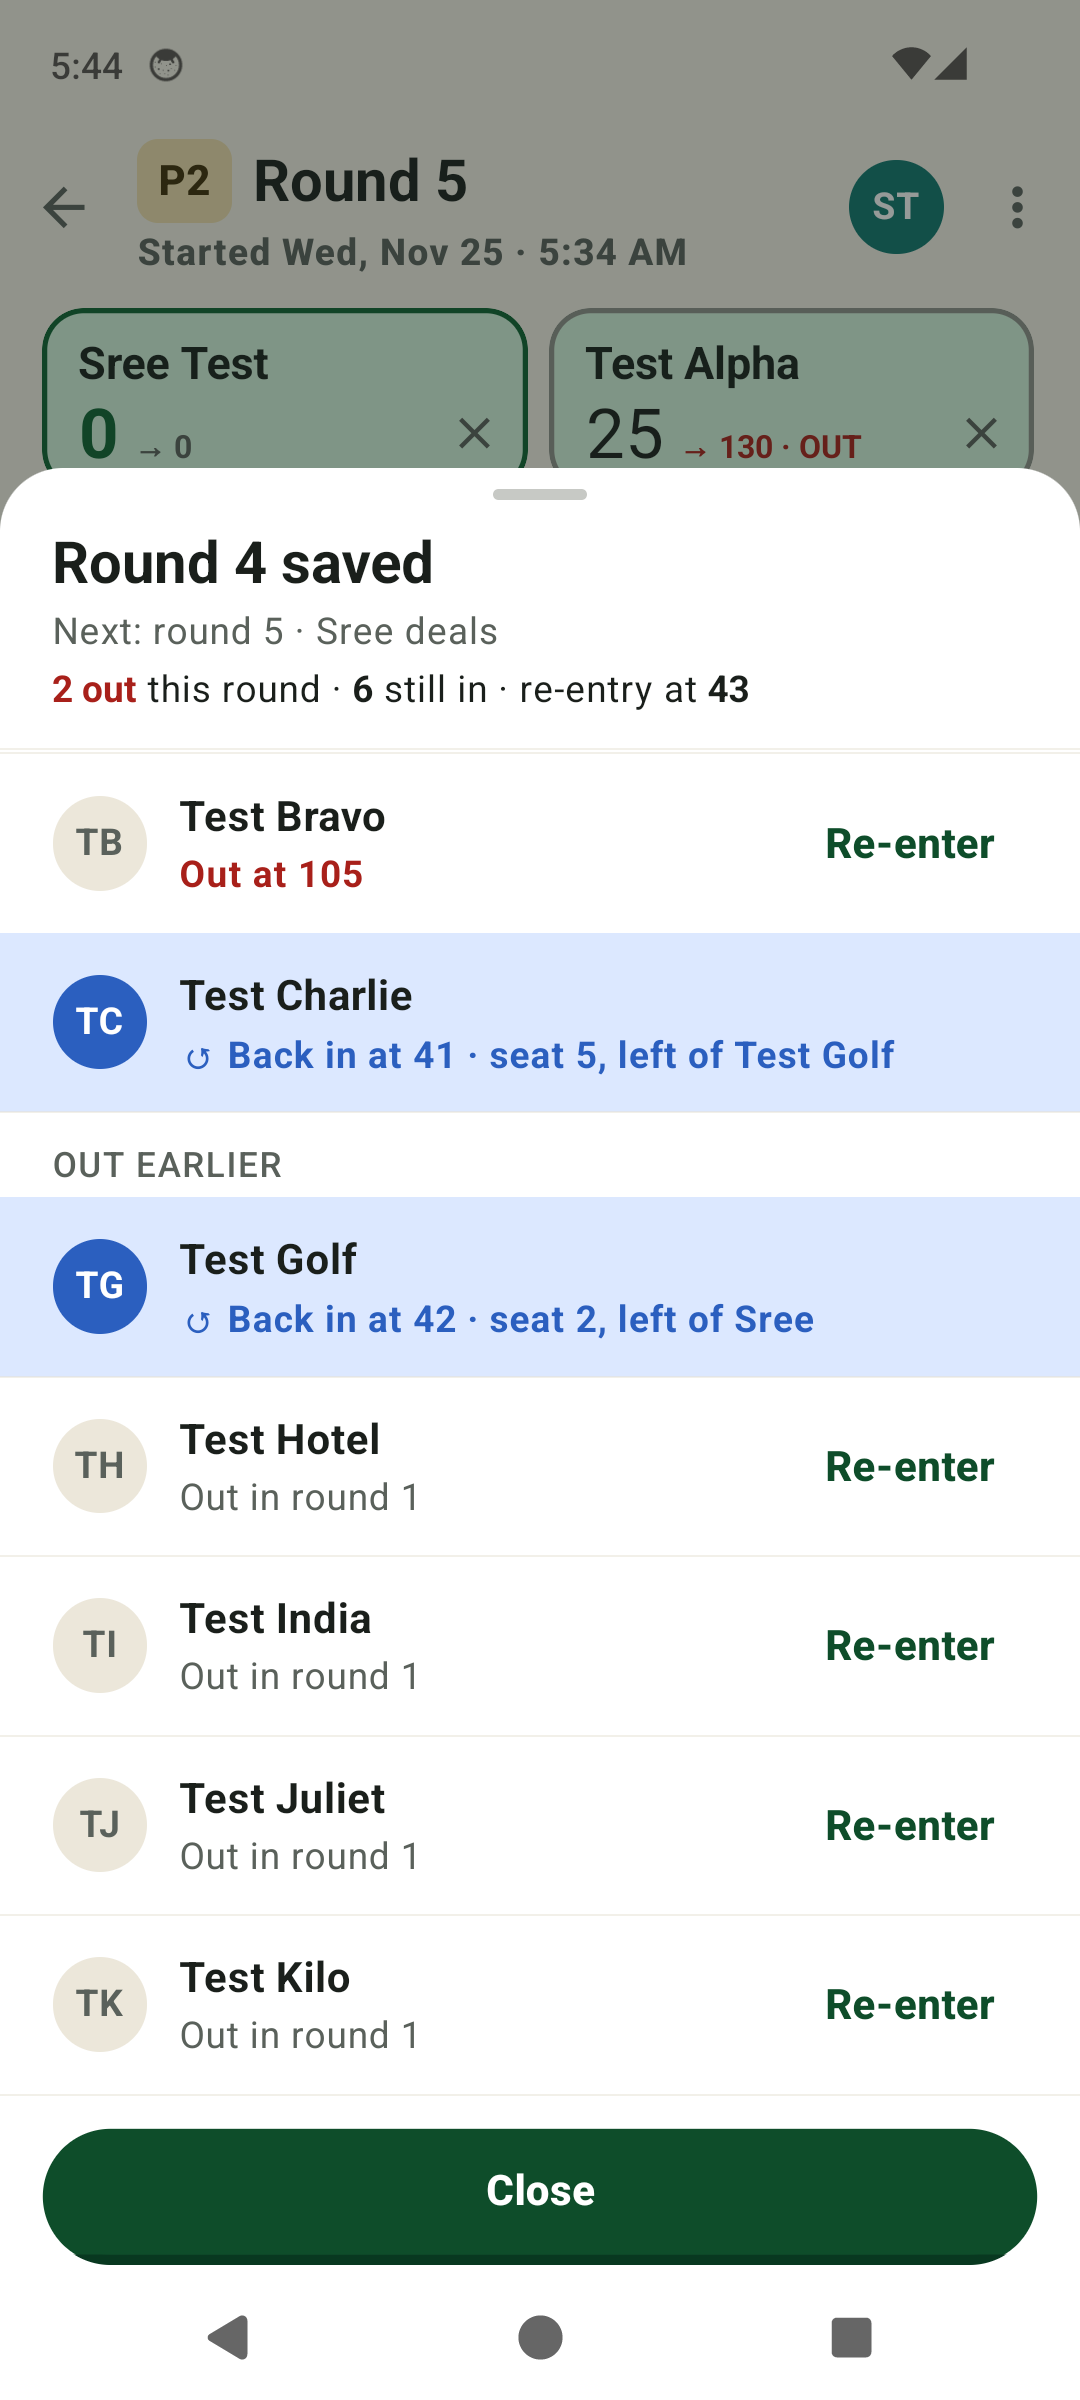 5:44
P2 Round 5
Started Wed, Nov 25 · 5:34 AM
ST
Sree Test
0 → 0
Test Alpha
25 → 130 · OUT
Round 4 saved
Next: round 5 · Sree deals
2 out this round · 6 still in · re-entry at 43
TB
Test Bravo
Out at 105
Re-enter
TC
Test Charlie
↺ Back in at 41 · seat 5, left of Test Golf
OUT EARLIER
TG
Test Golf
↺ Back in at 42 · seat 2, left of Sree
TH
Test Hotel
Out in round 1
Re-enter
TI
Test India
Out in round 1
Re-enter
TJ
Test Juliet
Out in round 1
Re-enter
TK
Test Kilo
Out in round 1
Re-enter
Close